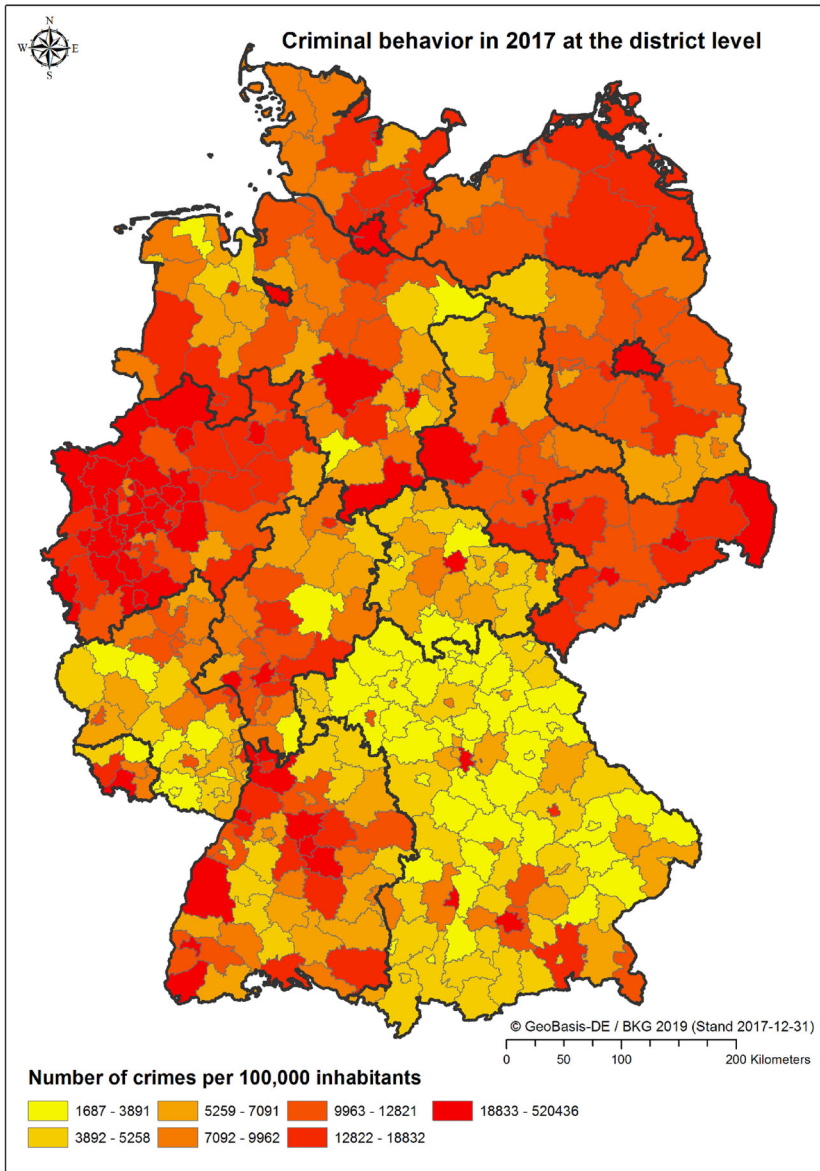 N
Criminal behavior in 2017 at the district level
W E
S
© GeoBasis-DE / BKG 2019 (Stand 2017-12-31)
0 50 100 200 Kilometers
Number of crimes per 100,000 inhabitants
1687 - 3891 5259 - 7091 9963 - 12821 18833 - 520436
3892 - 5258 7092 - 9962 12822 - 18832